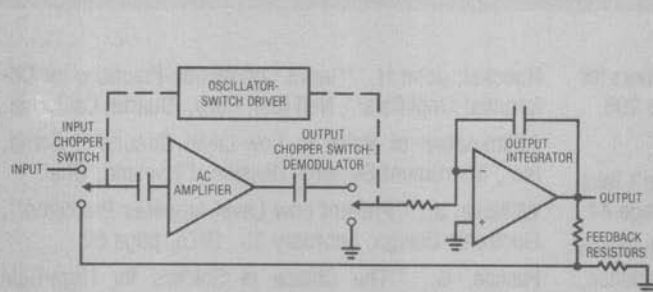 OSCILLATOR-
SWITCH DRIVER
INPUT
CHOPPER
SWITCH
OUTPUT
CHOPPER SWITCH-
DEMODULATOR
INPUT
AC
AMPLIFIER
OUTPUT
INTEGRATOR
-
+
OUTPUT
FEEDBACK
RESISTORS